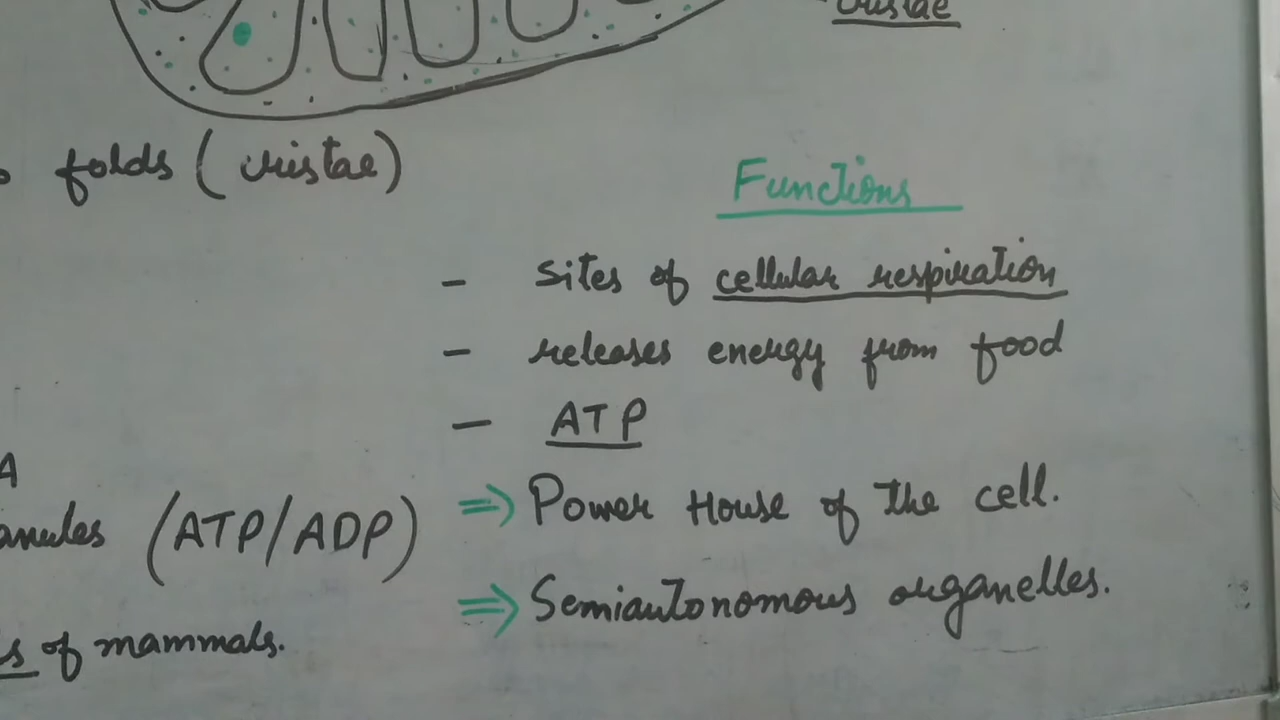 cristae
folds (cristae)
Functions
- sites of cellular respiration
- releases energy from food
- ATP
A
(ATP/ADP)
⇒ Power House of the cell.
⇒ Semiautonomous organelles.
of mammals.